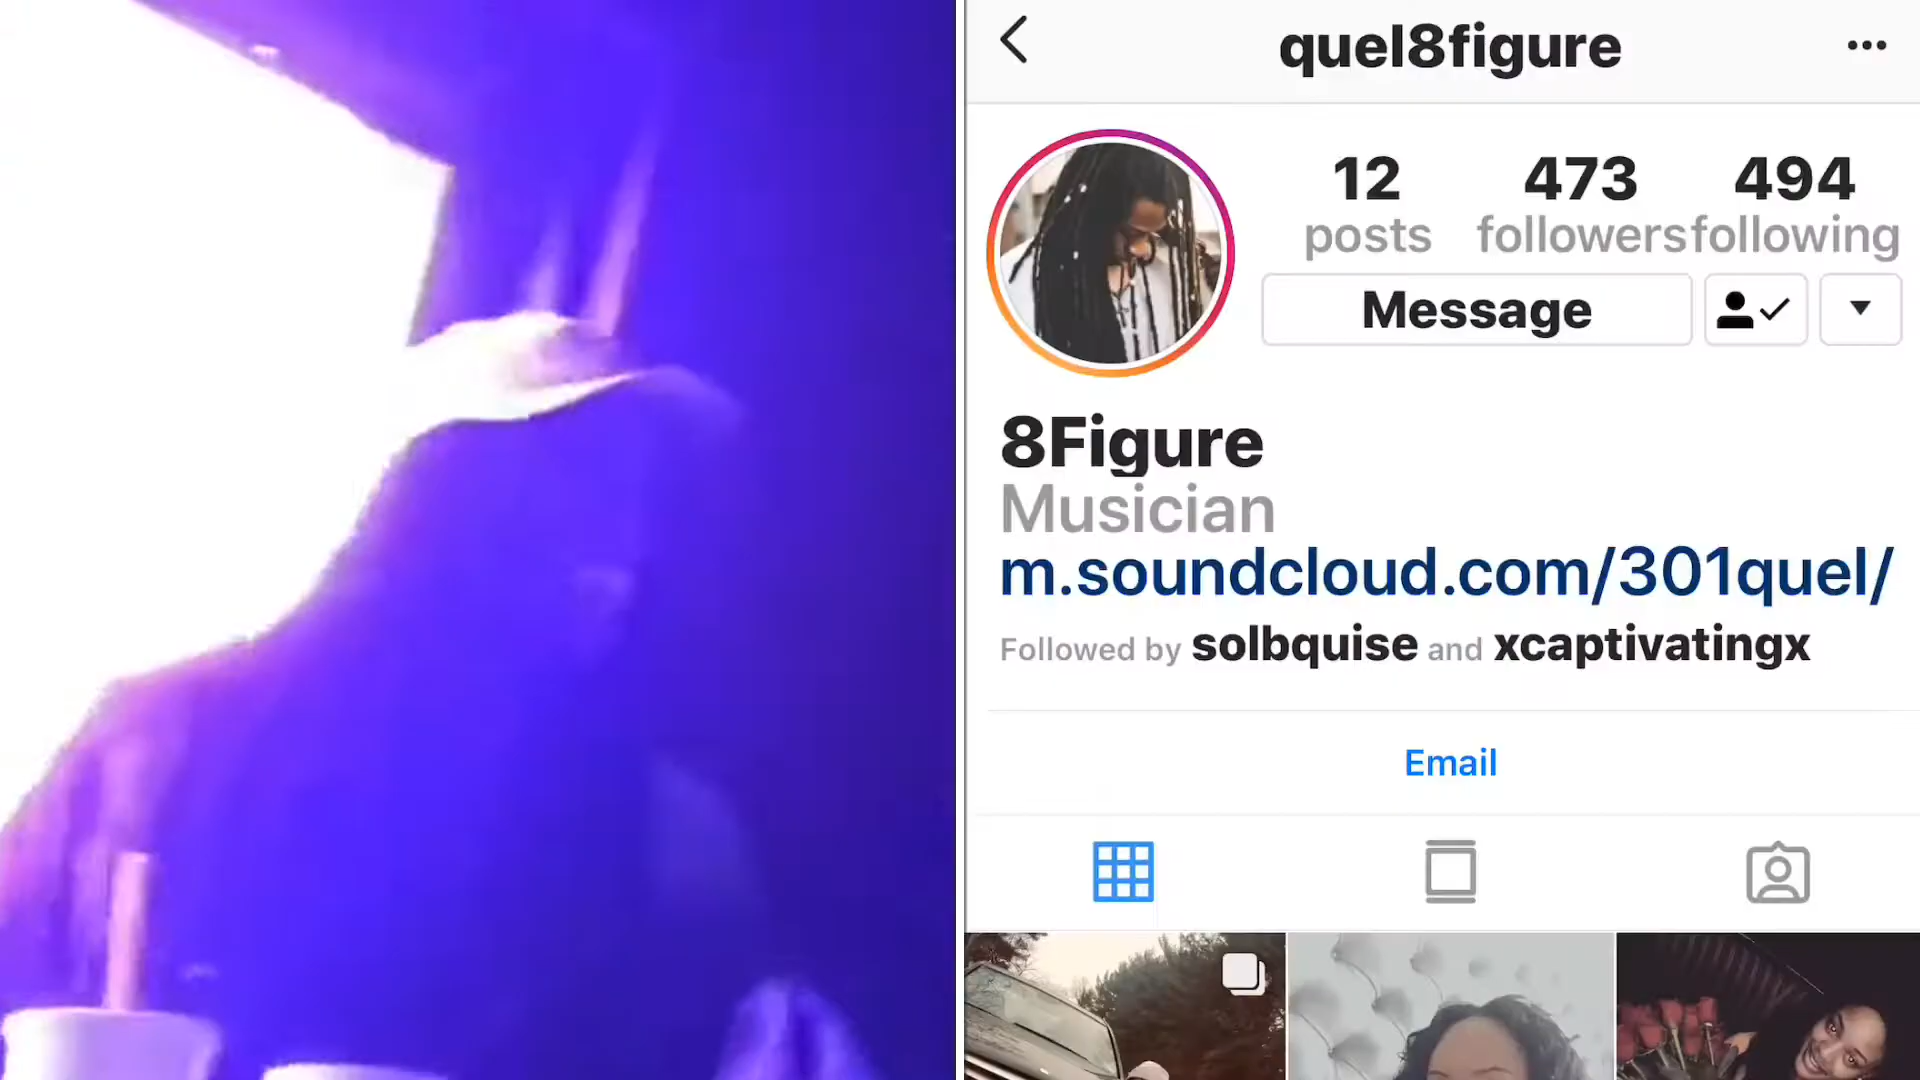 quel8figure
12 473 494
posts followers following
Message
8Figure
Musician
m.soundcloud.com/301quel/
Followed by solbquise and xcaptivatingx
Email